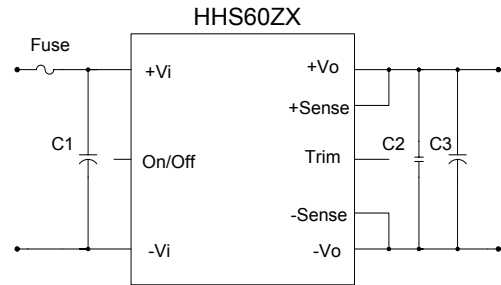 HHS60ZX
Fuse
+Vi
+Vo
+Sense
C1
On/Off
Trim
C2
C3
-Sense
-Vi
-Vo